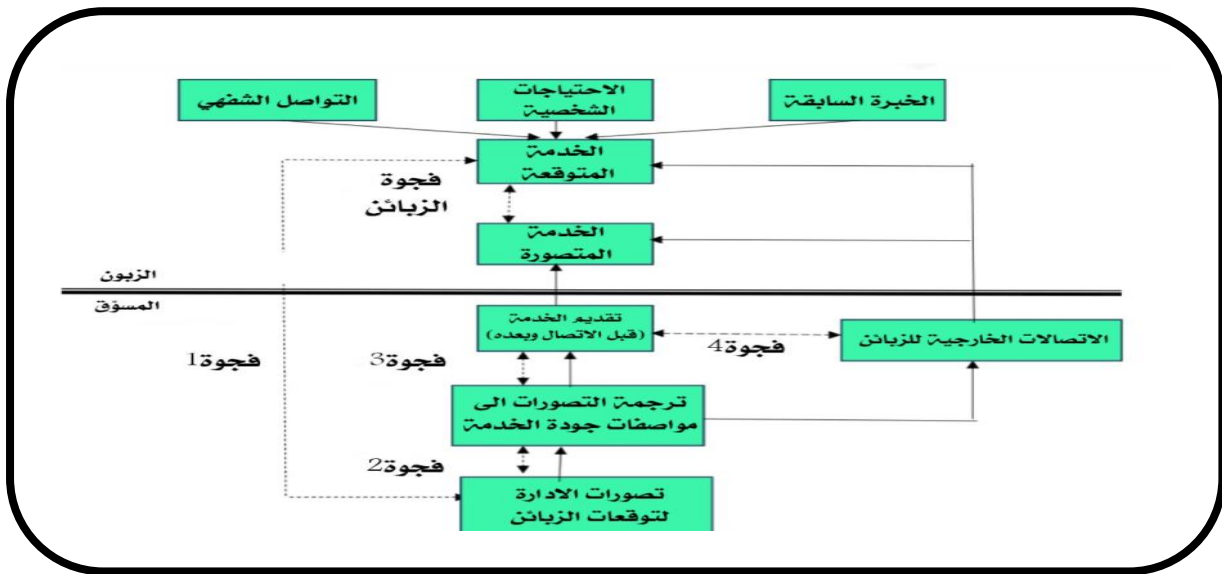 الخبرة السابقة
الاحتياجات
الشخصية
التواصل الشفهي
الخدمة
المتوقعة
فجوة
الزبائن
الخدمة
المتصورة
الزبون
المسوّق
تقديم الخدمة
(قبل الاتصال وبعده)
الاتصالات الخارجية للزبائن
فجوة4
فجوة3
فجوة1
ترجمة التصورات الى
مواصفات جودة الخدمة
فجوة2
تصورات الادارة
لتوقعات الزبائن